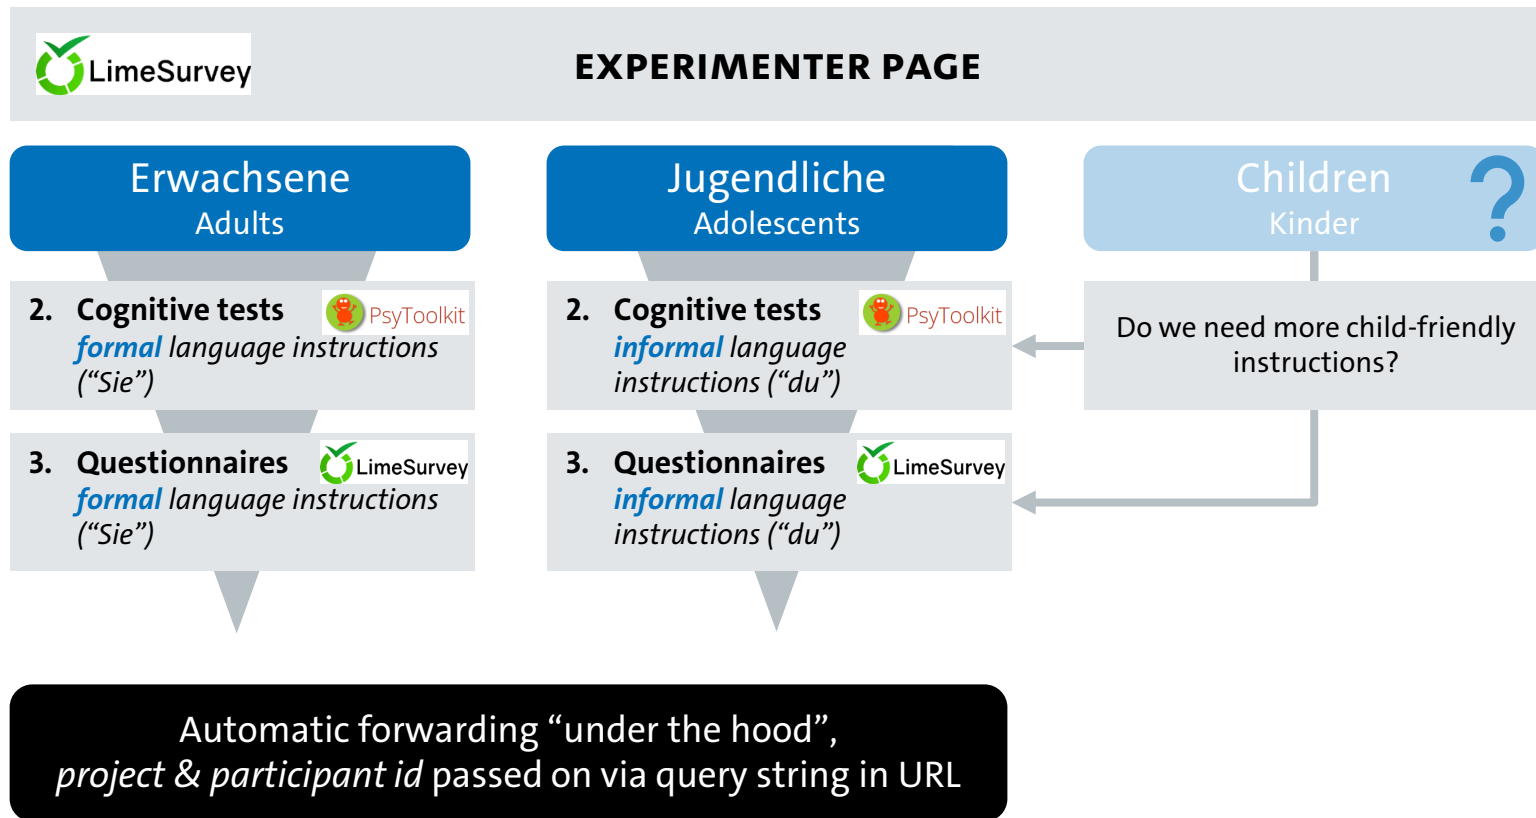 LimeSurvey
EXPERIMENTER PAGE
Erwachsene
Adults
Jugendliche
Adolescents
Children
Kinder
?
2. Cognitive tests
PsyToolkit
formal language instructions
(“Sie”)
2. Cognitive tests
PsyToolkit
informal language
instructions (“du”)
Do we need more child-friendly
instructions?
3. Questionnaires
LimeSurvey
formal language instructions
(“Sie”)
3. Questionnaires
LimeSurvey
informal language
instructions (“du”)
Automatic forwarding “under the hood”,
project & participant id passed on via query string in URL